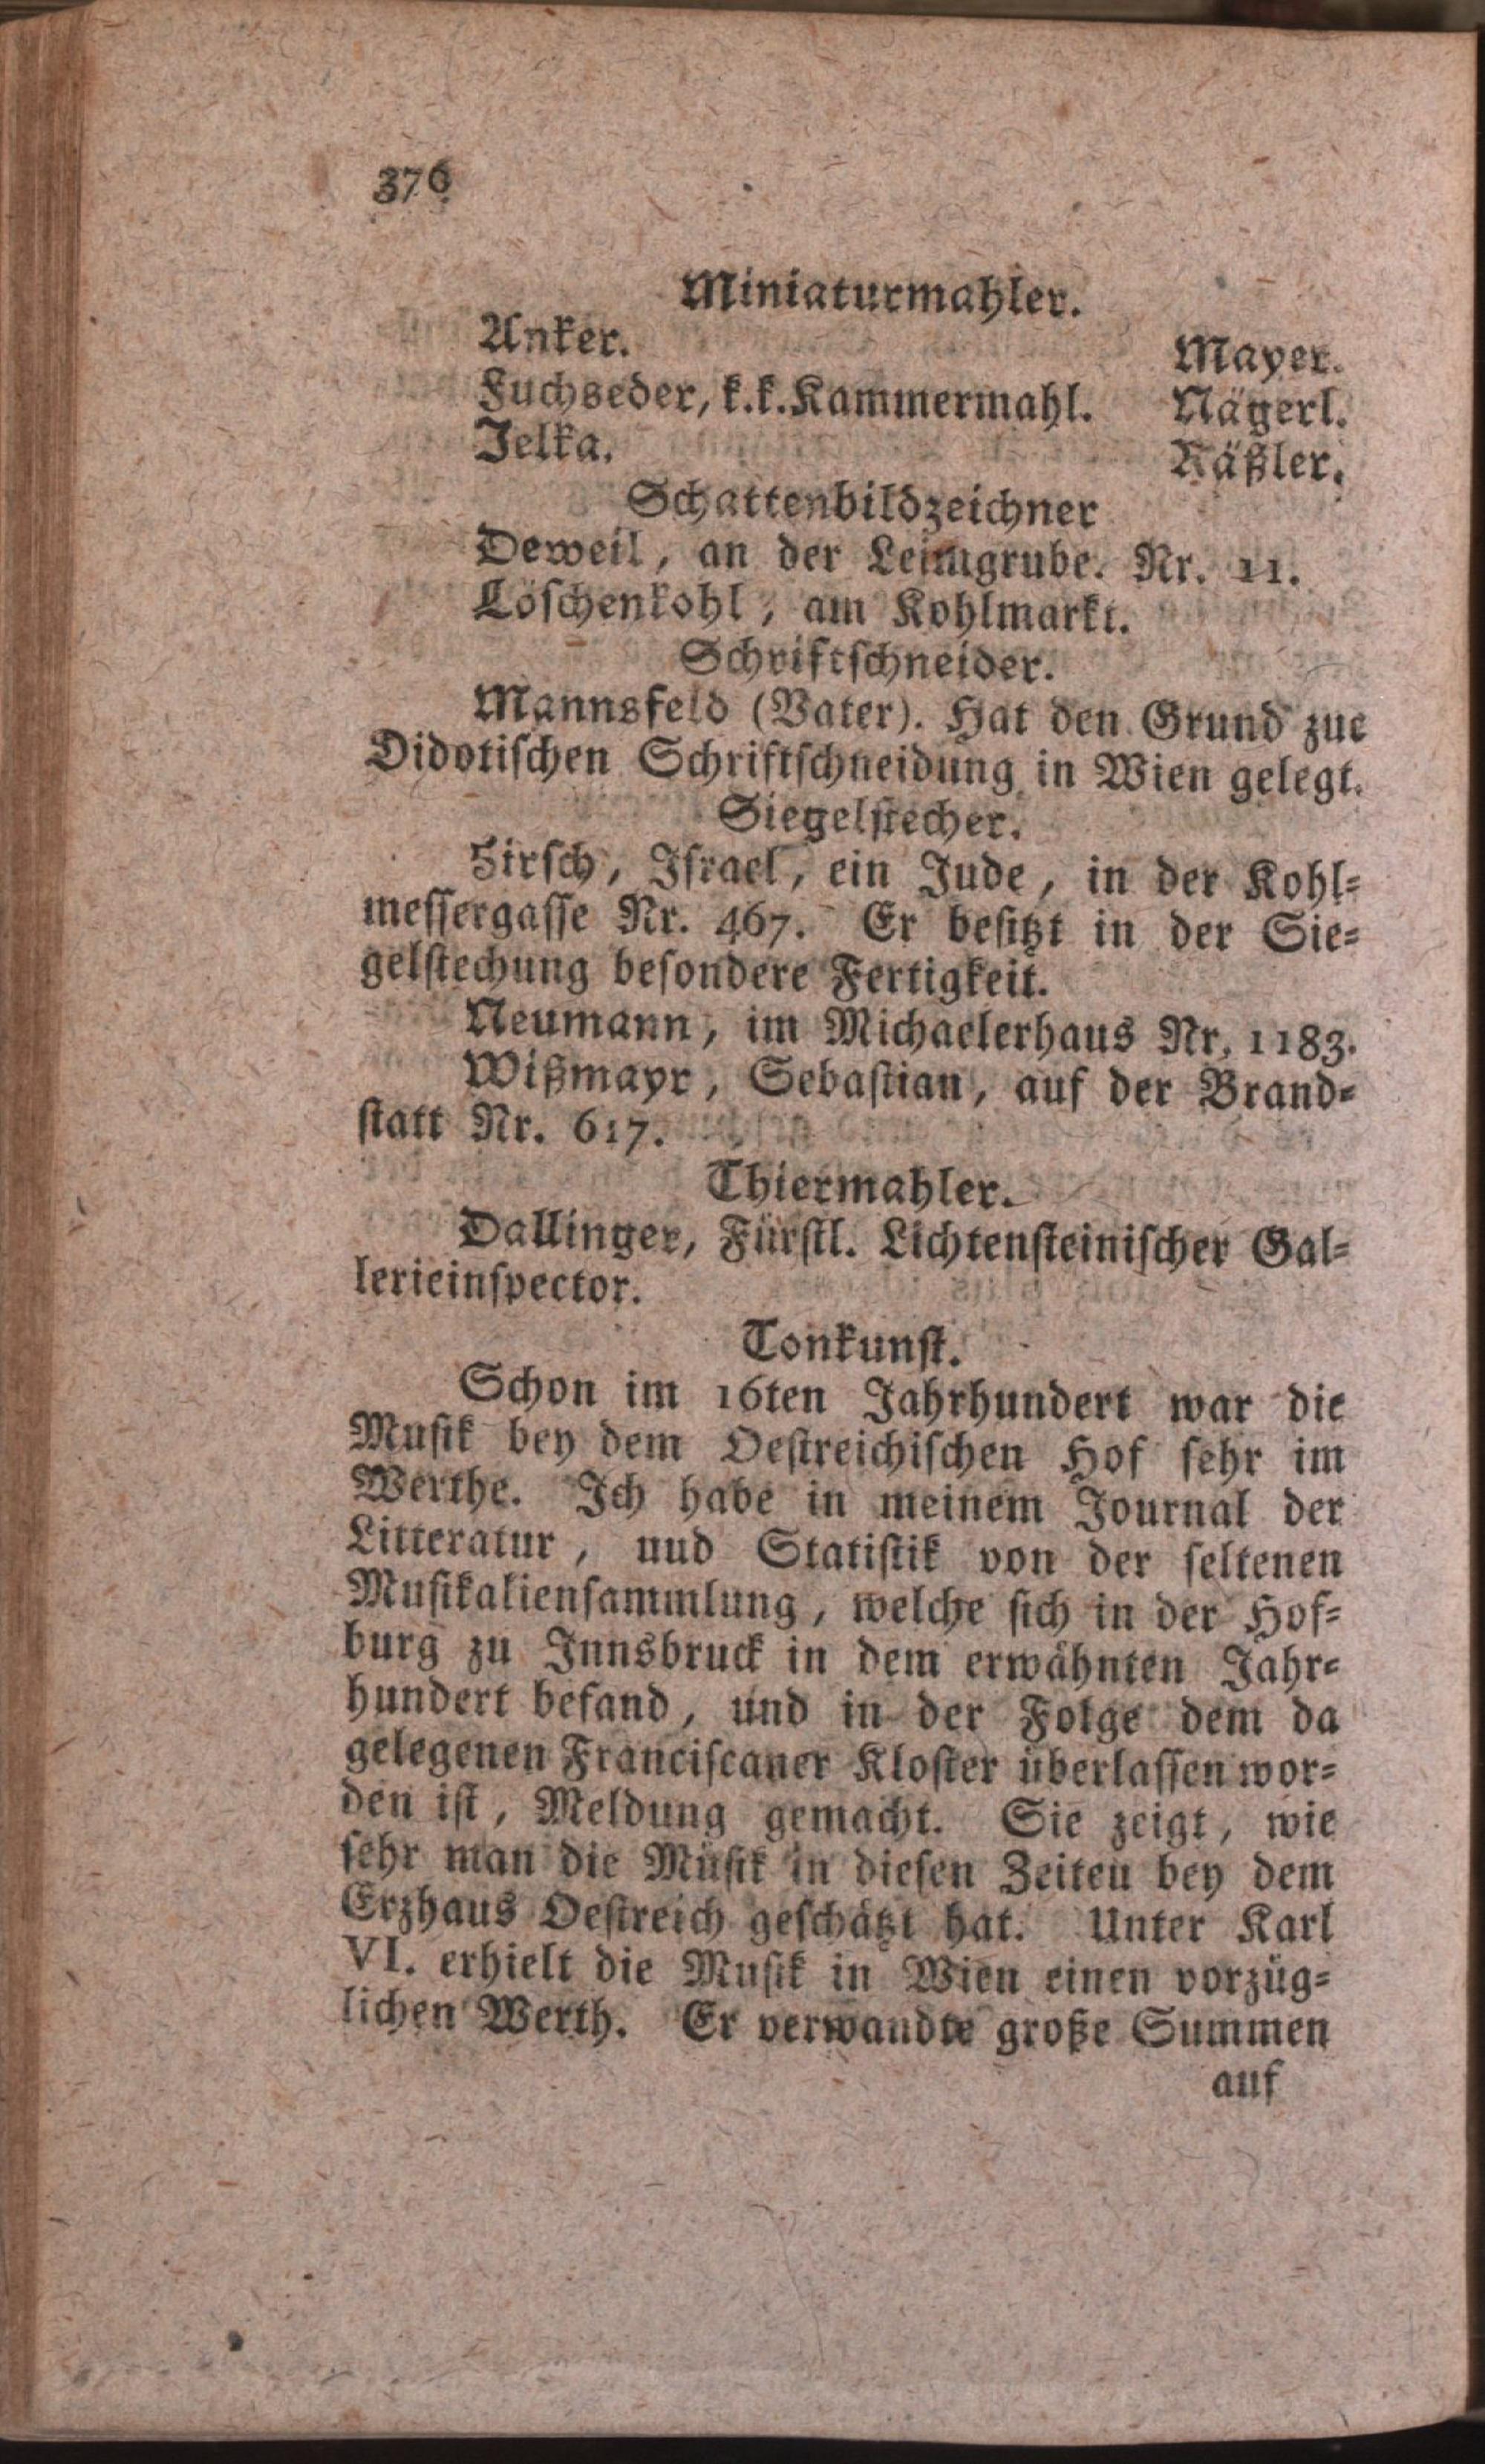 376
Miniaturmahler.
Anker.
Mayer.
Fuchseder, k.k. Kammermahl.
Nägerl.
Jelka.
Räßler.
Schattenbildzeichner
Deweil, an der Leimgrube. Nr. 11.
Löschenkohl, am Kohlmarkt.
Schriftschneider.
Mannsfeld (Vater). Hat den Grund zur
Didotischen Schriftschneidung in Wien gelegt.
Siegelstecher.
Hirsch, Israel, ein Jude, in der Kohl-
messergasse Nr. 467. Er besitzt in der Sie-
gelstechung besondere Fertigkeit.
Neumann, im Michaelerhaus Nr. 1183.
Wißmayr, Sebastian, auf der Brand-
statt Nr. 617.
Thiermahler.
Dallinger, Fürstl. Lichtensteinischer Gal-
lerieinspector.
Tonkunst.
Schon im 16ten Jahrhundert war die
Musik bey dem Oestreichischen Hof sehr im
Werthe. Ich habe in meinem Journal der
Litteratur, und Statistik von der seltenen
Musikaliensammlung, welche sich in der Hof-
burg zu Innsbruck in dem erwähnten Jahr-
hundert befand, und in der Folge dem da
gelegenen Franciscaner Kloster überlassen wor-
den ist, Meldung gemacht. Sie zeigt, wie
sehr man die Musik in diesen Zeiten bey dem
Erzhaus Oestreich geschätzt hat. Unter Karl
VI. erhielt die Musik in Wien einen vorzüg-
lichen Werth. Er verwandte große Summen
auf